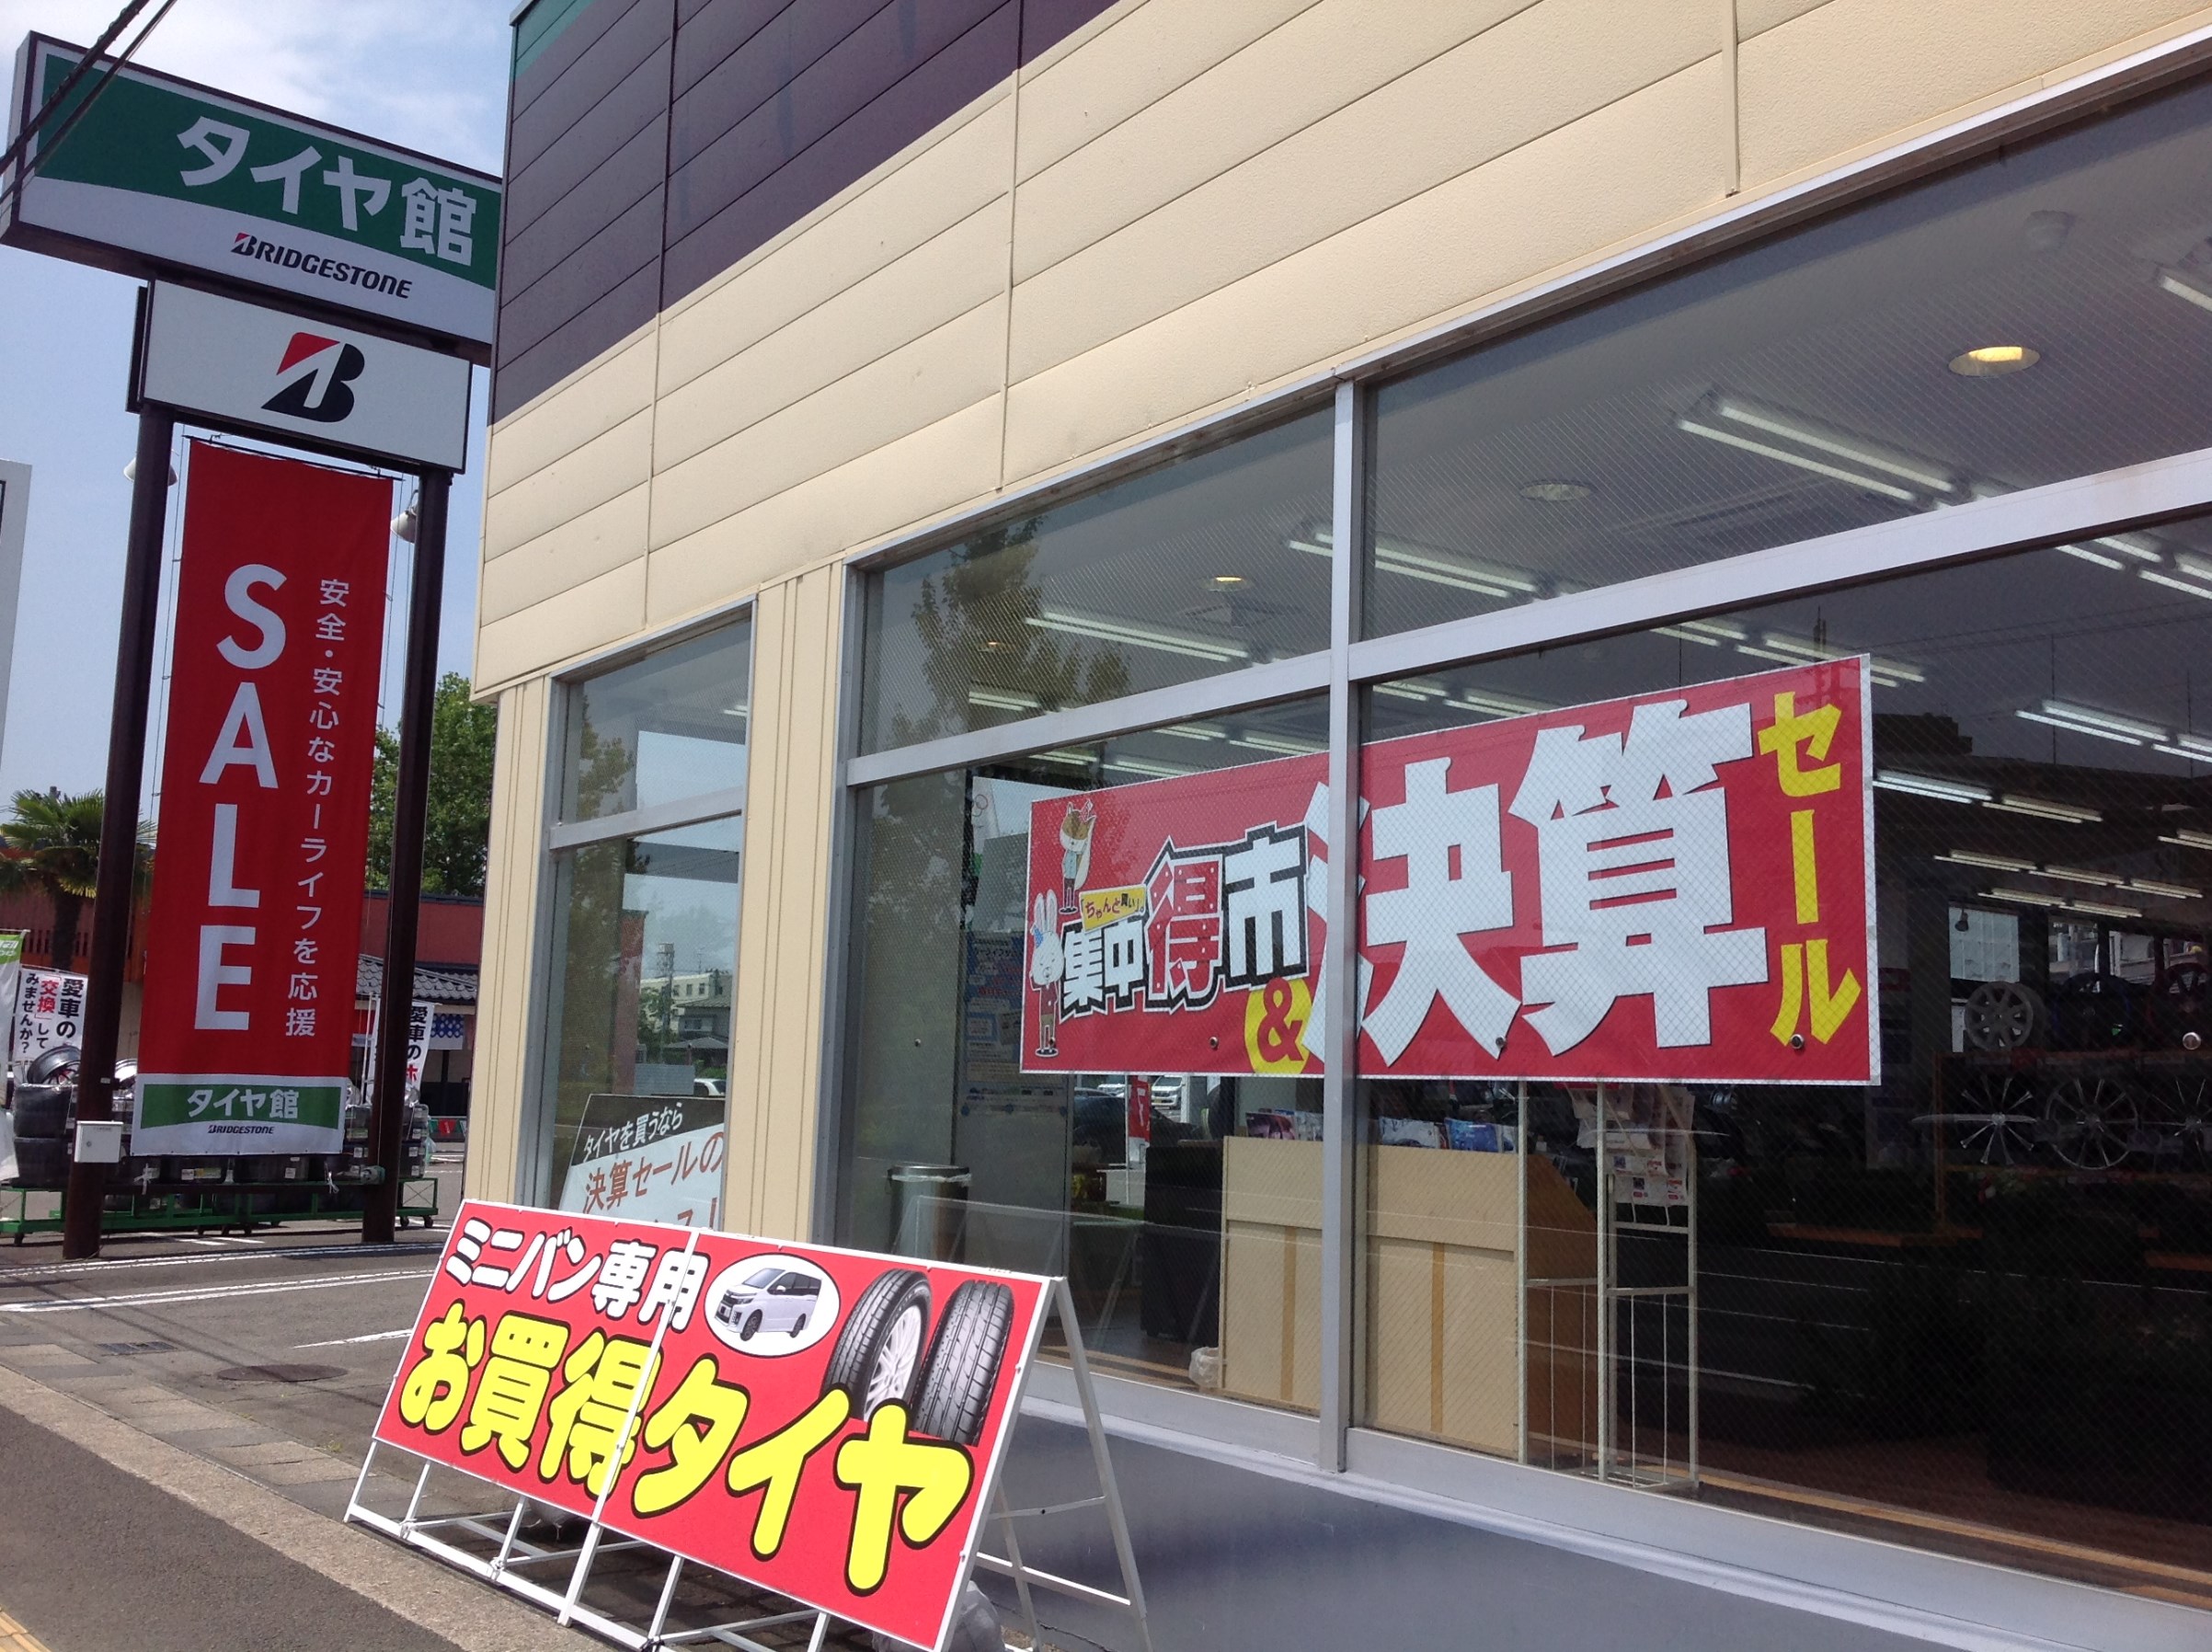 タイヤ館
BRIDGESTONE
B
SALE
安全・安心なカーライフを応援
タイヤ館
BRIDGESTONE
愛車の
「交換」して
みませんか？
愛車のホ
タイヤを買うなら
決算セールの
「ちゃんと買い」。
集中得市
&
決算
セール
ミニバン専用
お買得タイヤ